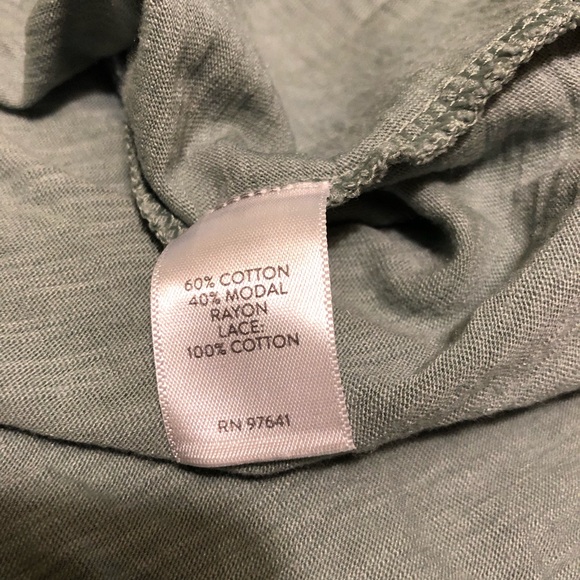 60% COTTON
40% MODAL
RAYON
LACE:
100% COTTON
RN 97641